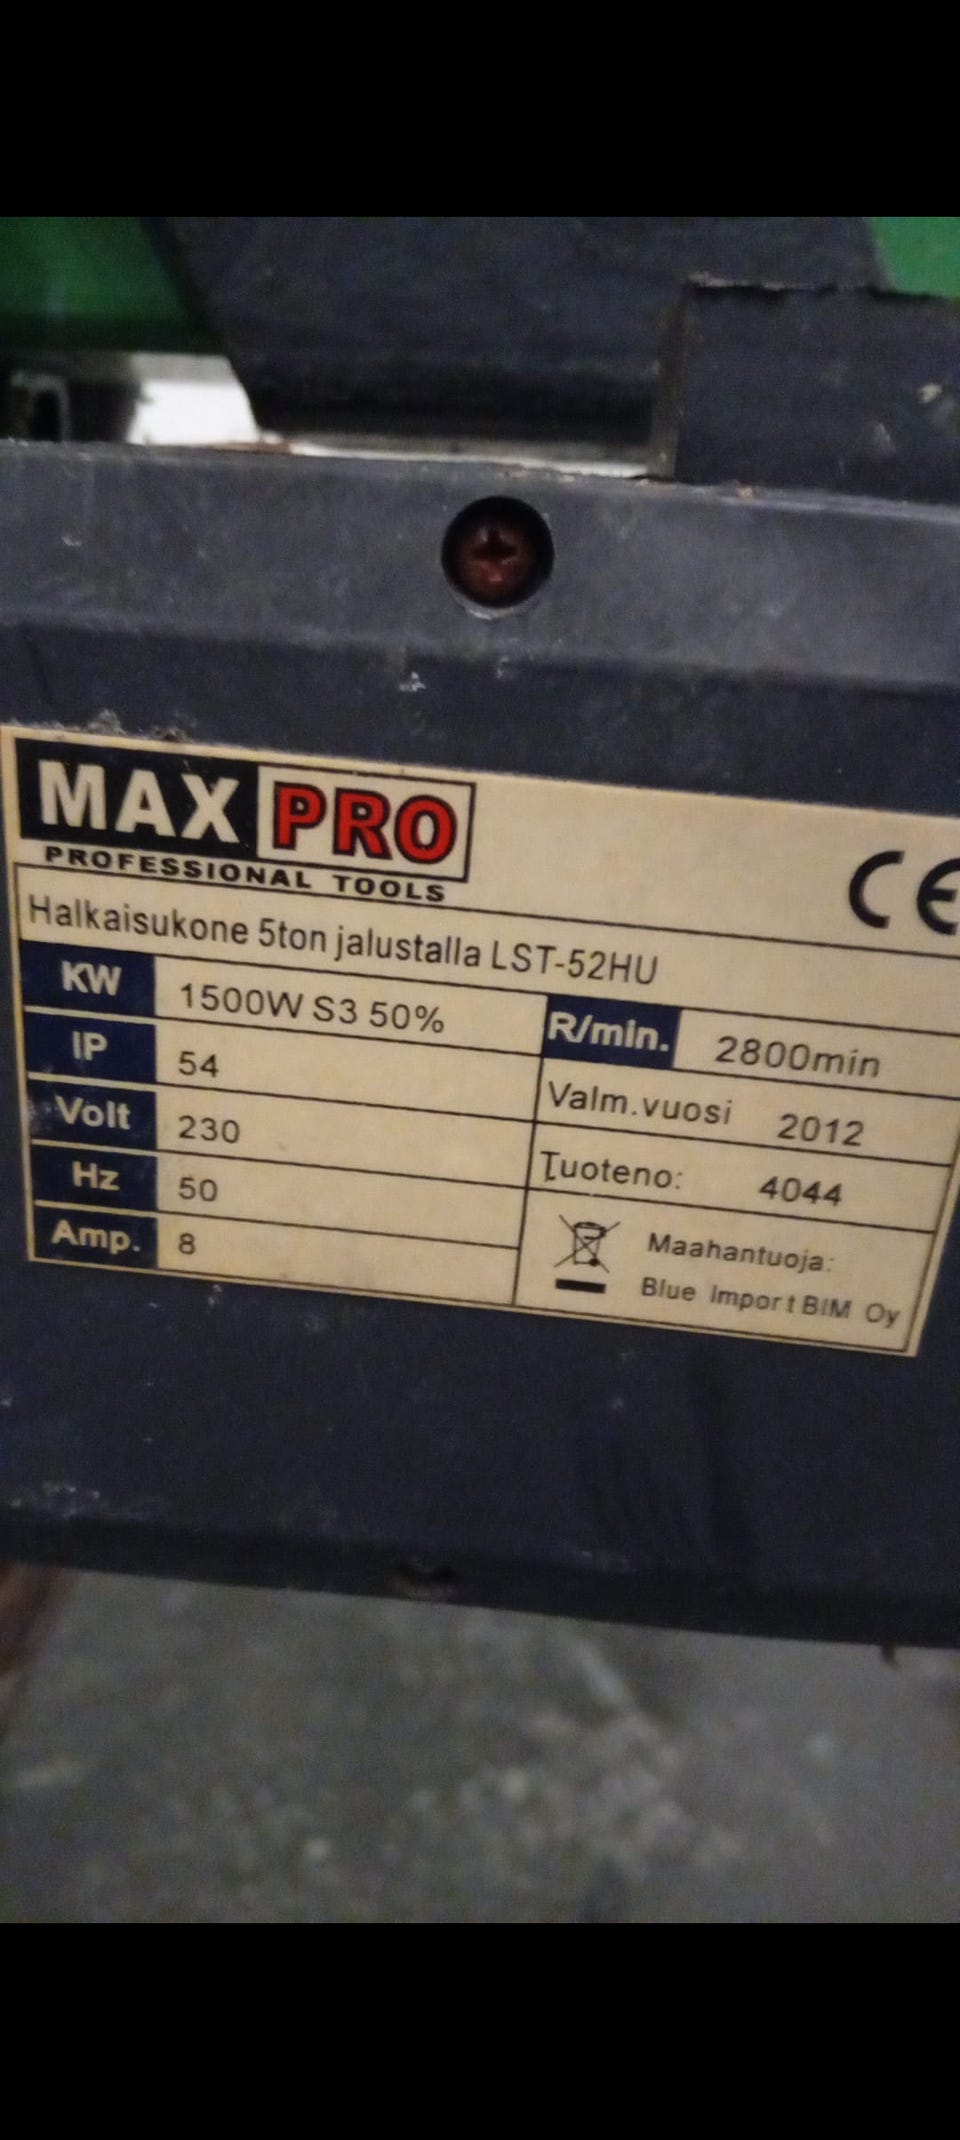 MAX PRO
PROFESSIONAL TOOLS
CE
Halkaisukone 5ton jalustalla LST-52HU
KW 1500W S3 50% R/min. 2800min
IP 54 Valm.vuosi 2012
Volt 230 Tuoteno: 4044
Hz 50 Maahantuoja:
Amp. 8 Blue Import BIM Oy